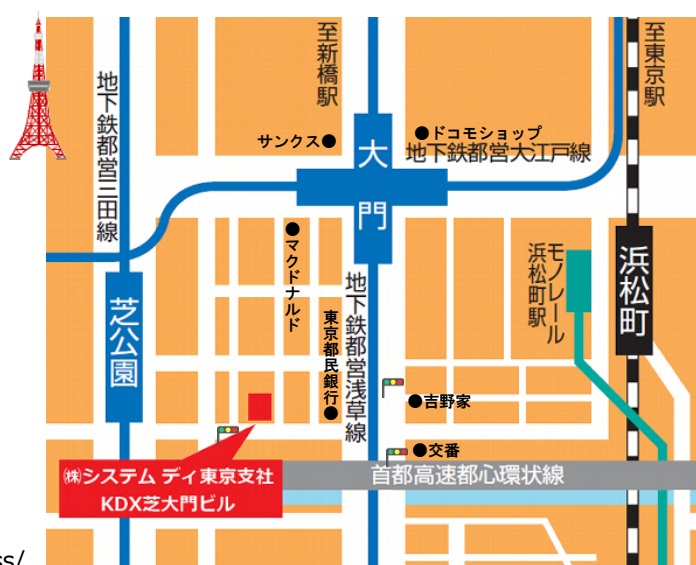 至新橋駅
至東京駅
地下鉄都営三田線
サンクス●
●ドコモショップ
地下鉄都営大江戸線
大門
●マクドナルド
モノレール
浜松町駅
浜松町
芝公園
地下鉄都営浅草線
東京都民銀行●
●吉野家
●交番
㈱システム ディ東京支社
KDX芝大門ビル
首都高速都心環状線
ss/